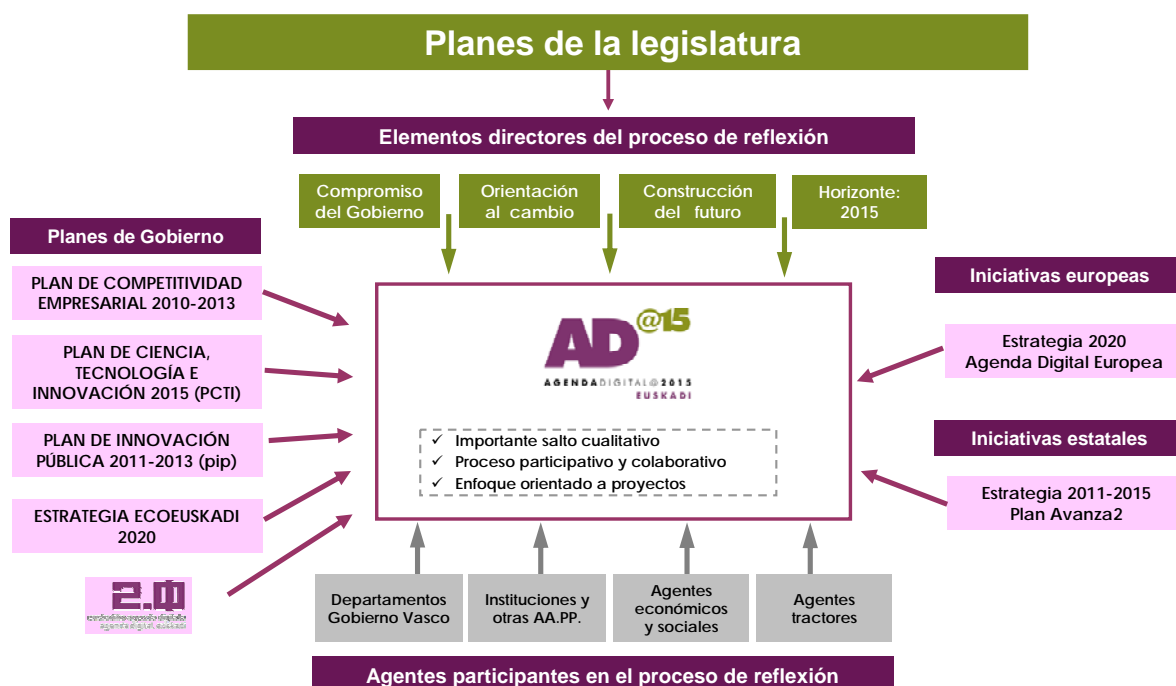 Planes de la legislatura
Elementos directores del proceso de reflexión
Compromiso
del Gobierno
Orientación
al cambio
Construcción
del futuro
Horizonte:
2015
Planes de Gobierno
PLAN DE COMPETITIVIDAD
EMPRESARIAL 2010-2013
PLAN DE CIENCIA,
TECNOLOGÍA E
INNOVACIÓN 2015 (PCTI)
PLAN DE INNOVACIÓN
PÚBLICA 2011-2013 (pip)
ESTRATEGIA ECOEUSKADI
2020
2.0
AD@15
AGENDADIGITAL@2015
EUSKADI
✓ Importante salto cualitativo
✓ Proceso participativo y colaborativo
✓ Enfoque orientado a proyectos
Iniciativas europeas
Estrategia 2020
Agenda Digital Europea
Iniciativas estatales
Estrategia 2011-2015
Plan Avanza2
Departamentos
Gobierno Vasco
Instituciones y
otras AA.PP.
Agentes
económicos
y sociales
Agentes
tractores
Agentes participantes en el proceso de reflexión